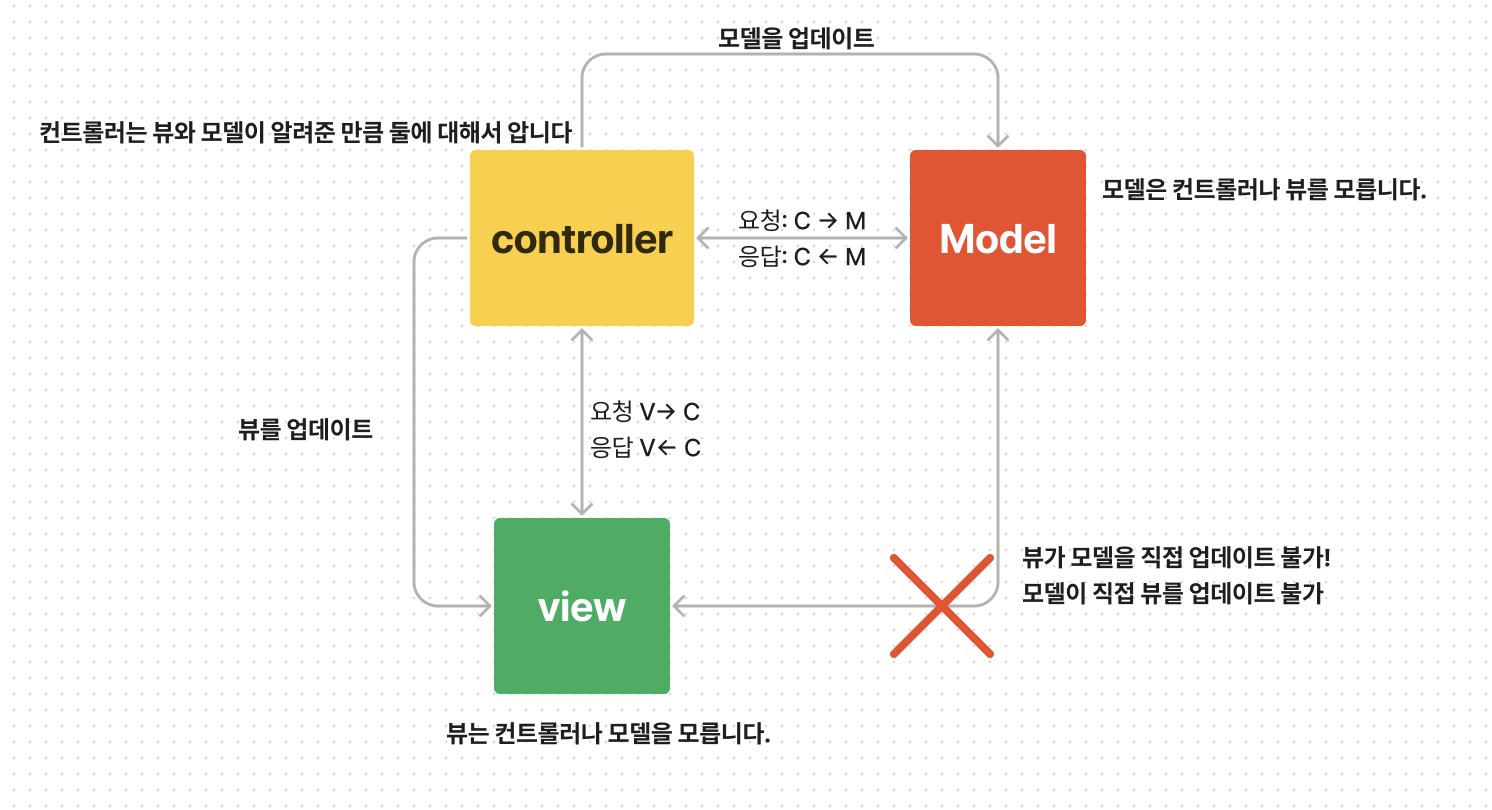 모델을 업데이트
컨트롤러는 뷰와 모델이 알려준 만큼 둘에 대해서 압니다
controller
요청: C → M
응답: C ← M
Model
모델은 컨트롤러나 뷰를 모릅니다.
뷰를 업데이트
요청 V→ C
응답 V← C
view
뷰가 모델을 직접 업데이트 불가!
모델이 직접 뷰를 업데이트 불가
뷰는 컨트롤러나 모델을 모릅니다.